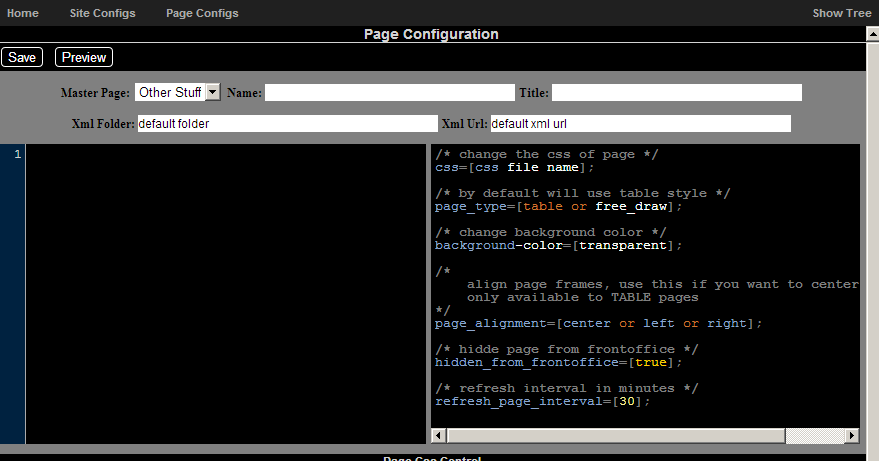 Home Site Configs Page Configs Show Tree
Page Configuration
Save Preview
Master Page: Other Stuff Name: Title:
Xml Folder: default folder Xml Url: default xml url
1
/* change the css of page */
css=[css file name];
/* by default will use table style */
page_type=[table or free_draw];
/* change background color */
background-color=[transparent];
/*
align page frames, use this if you want to center
only available to TABLE pages
*/
page_alignment=[center or left or right];
/* hidde page from frontoffice */
hidden_from_frontoffice=[true];
/* refresh interval in minutes */
refresh_page_interval=[30];